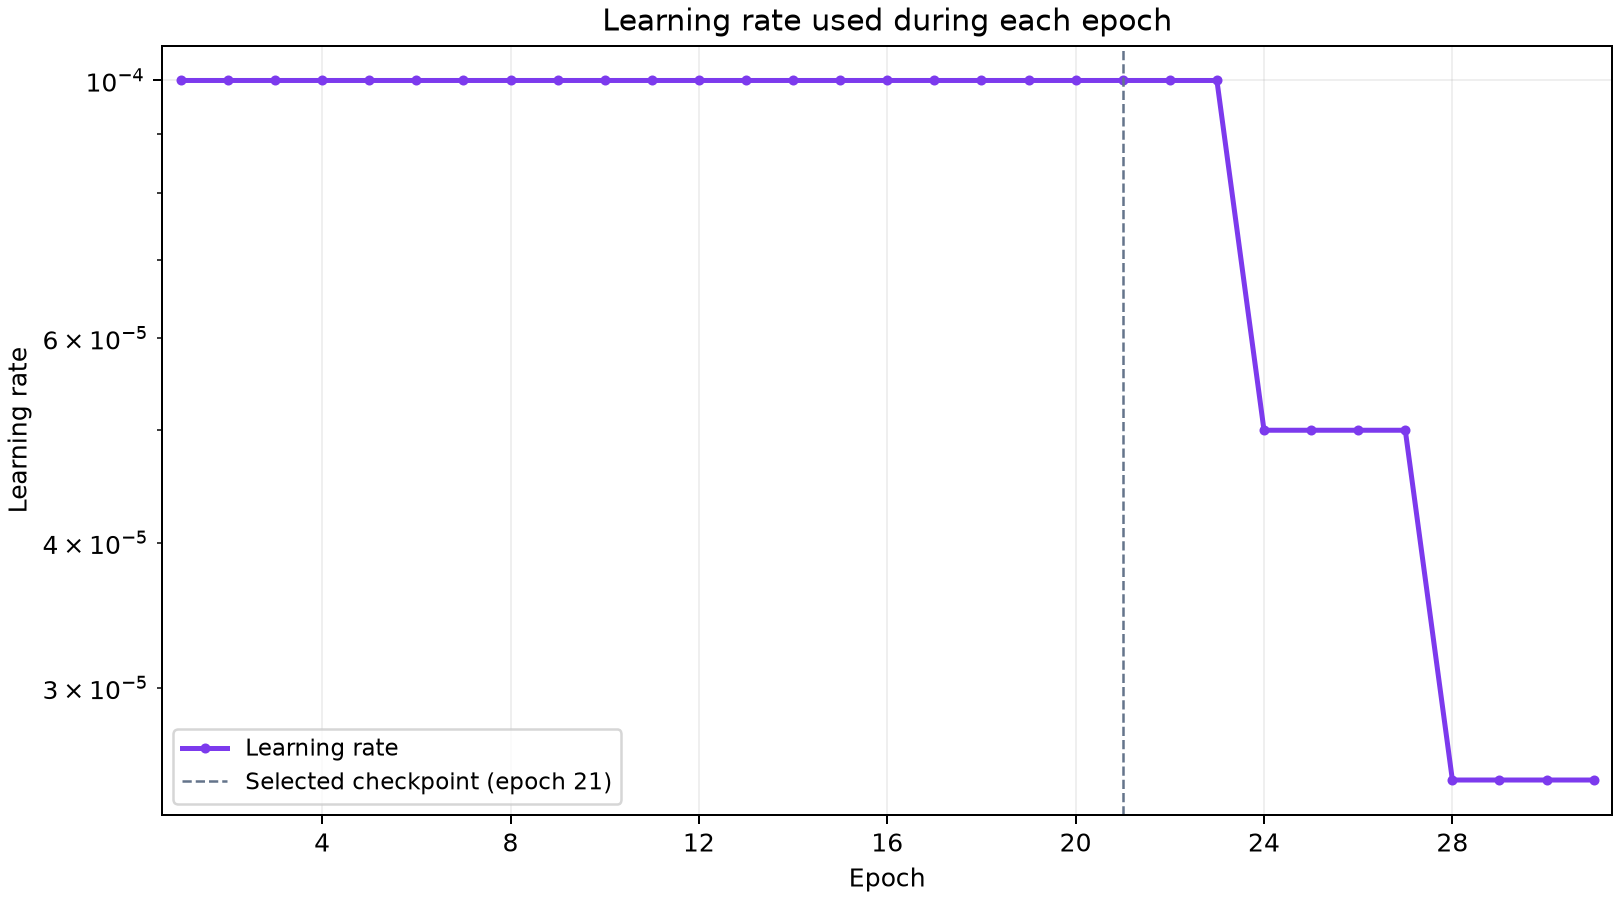 Learning rate used during each epoch
10⁻⁴
6 × 10⁻⁵
4 × 10⁻⁵
3 × 10⁻⁵
Learning rate
Learning rate
Selected checkpoint (epoch 21)
4 8 12 16 20 24 28
Epoch